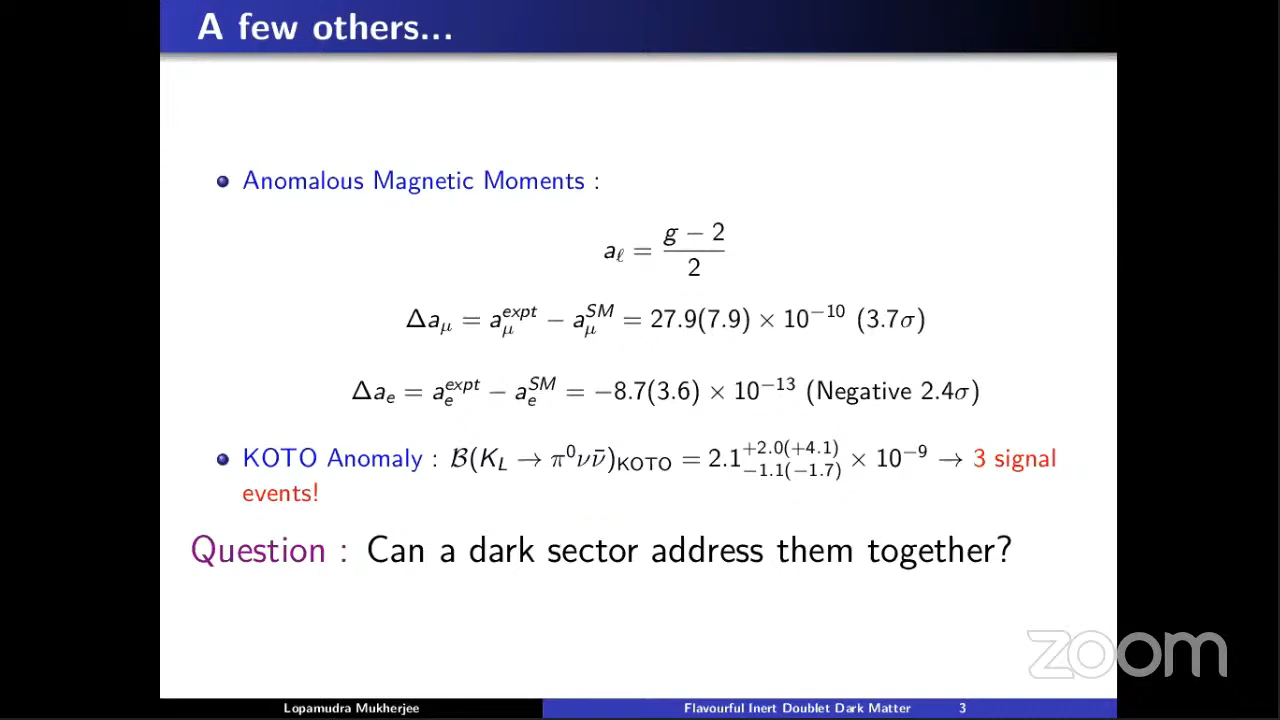 A few others...
Anomalous Magnetic Moments :
a_ℓ = \frac{g − 2}{2}
Δa_μ = a_μ^{expt} − a_μ^{SM} = 27.9(7.9) × 10^{−10} (3.7σ)
Δa_e = a_e^{expt} − a_e^{SM} = −8.7(3.6) × 10^{−13} (Negative 2.4σ)
KOTO Anomaly : B(K_L → π^0 ν ν̄)_{KOTO} = 2.1^{+2.0(+4.1)}_{−1.1(−1.7)} × 10^{−9} → 3 signal
events!
Question : Can a dark sector address them together?
zoom
Lopamudra Mukherjee Flavourful Inert Doublet Dark Matter 3